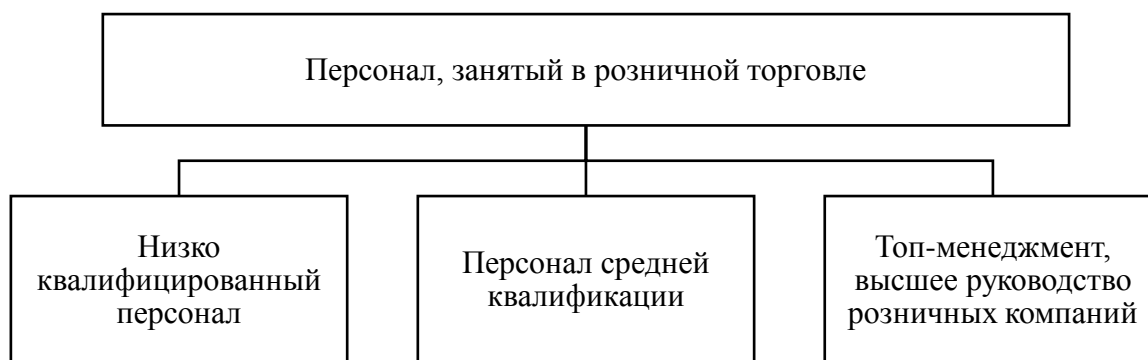 Персонал, занятый в розничной торговле
Низко
квалифицированный
персонал
Персонал средней
квалификации
Топ-менеджмент,
высшее руководство
розничных компаний